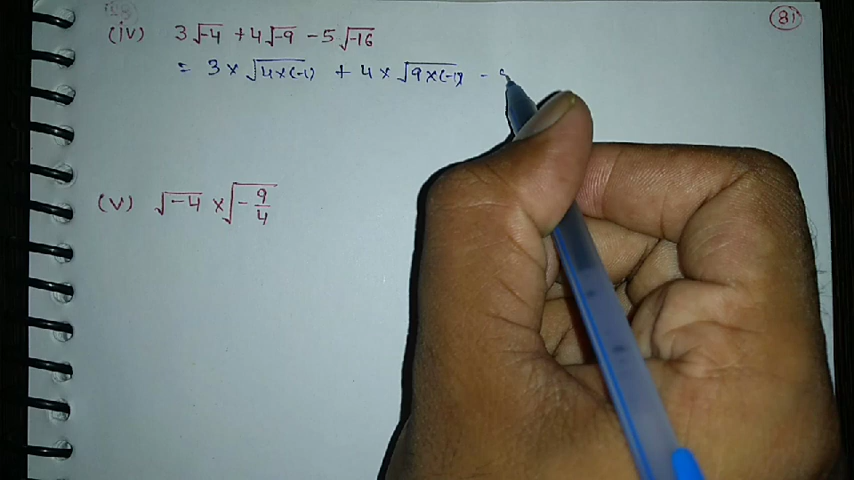 (iv) 3√-4 + 4√-9 - 5√-16
81
= 3 × √4×(-1) + 4 × √9×(-1) -
(v) √-4 × √-9/4